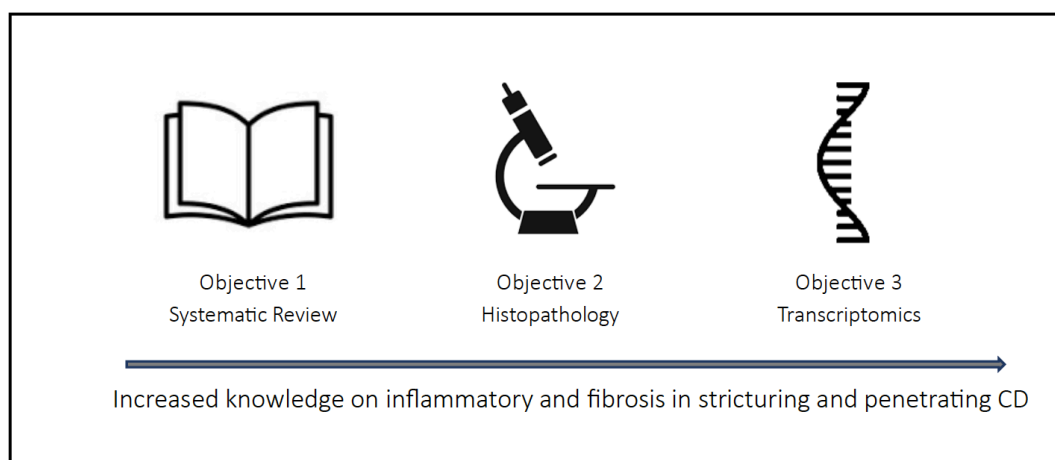 Objective 1
Systematic Review
Objective 2
Histopathology
Objective 3
Transcriptomics
Increased knowledge on inflammatory and fibrosis in stricturing and penetrating CD